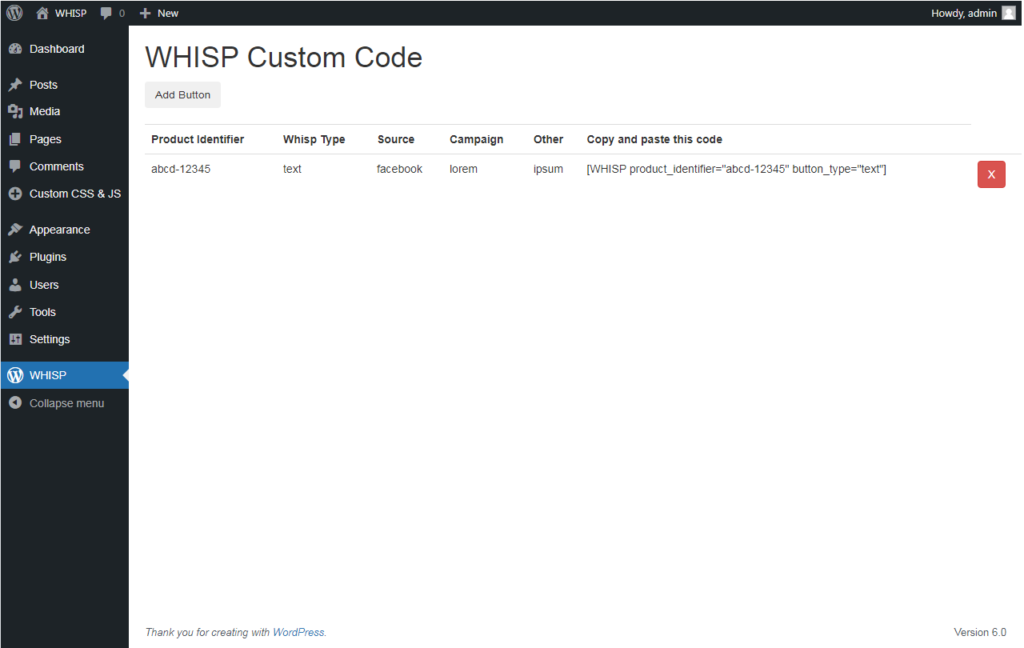 WHISP 0 New Howdy, admin
Dashboard
Posts
Media
Pages
Comments
Custom CSS & JS
Appearance
Plugins
Users
Tools
Settings
WHISP
Collapse menu
WHISP Custom Code
Add Button
Product Identifier Whisp Type Source Campaign Other Copy and paste this code
abcd-12345 text facebook lorem ipsum [WHISP product_identifier="abcd-12345" button_type="text"] X
Thank you for creating with WordPress. Version 6.0